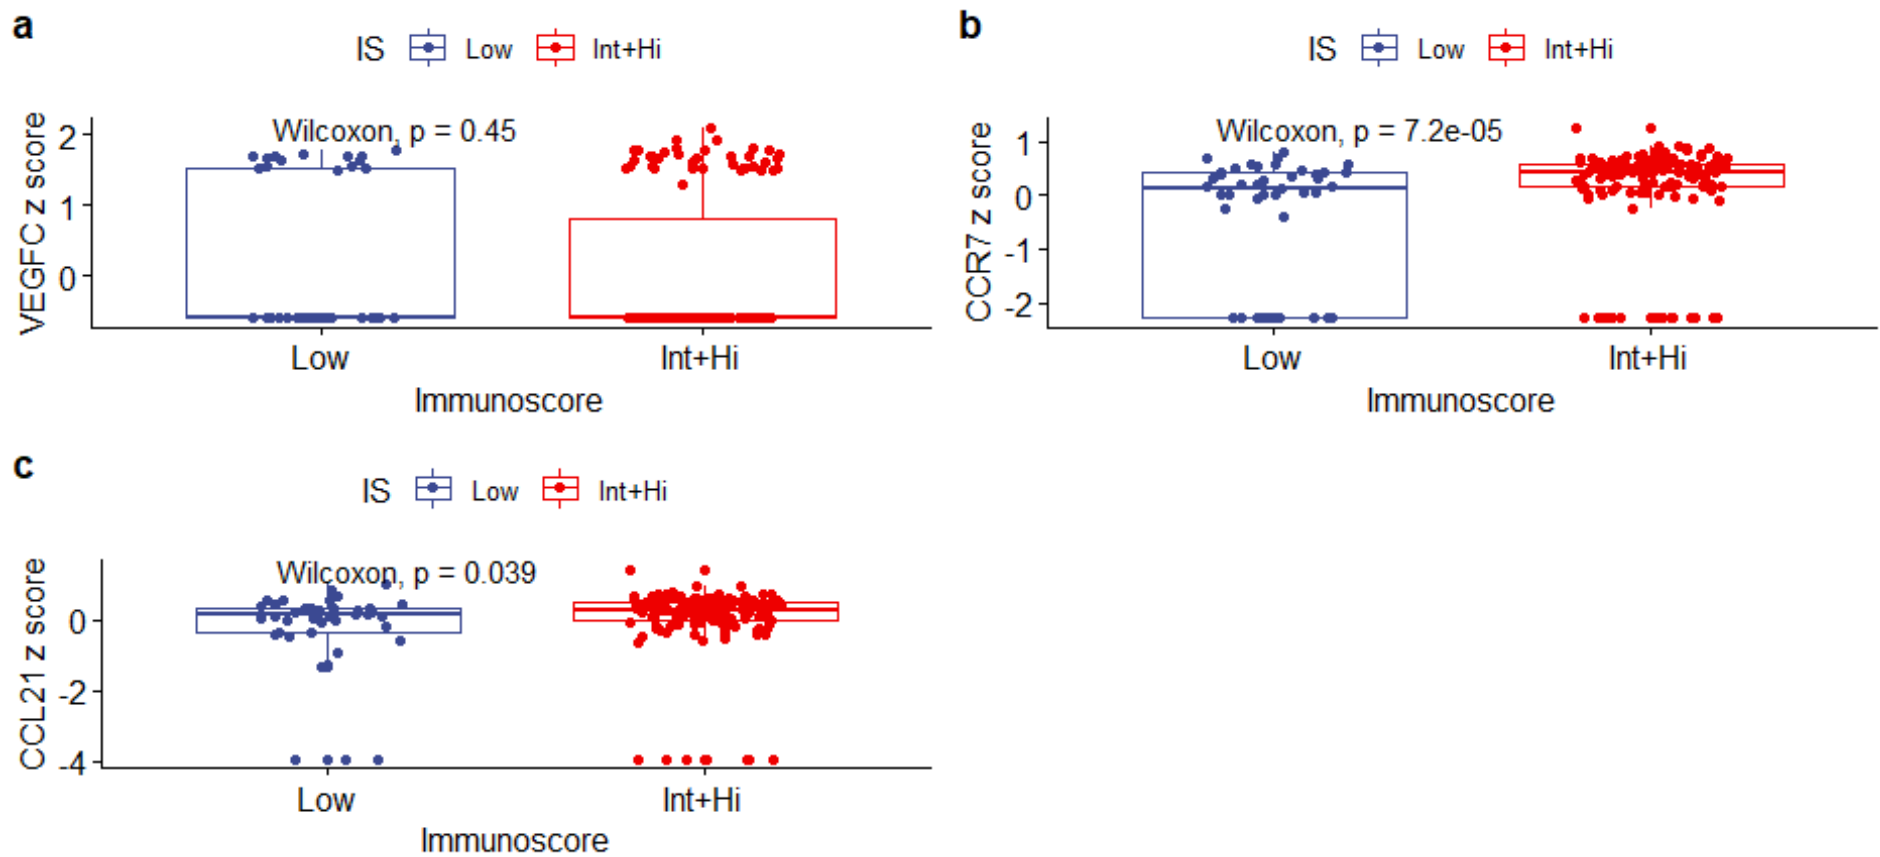 a
IS Low Int+Hi
Wilcoxon, p = 0.45
VEGFC z score
2
1
0
Low Int+Hi
Immunoscore
b
IS Low Int+Hi
Wilcoxon, p = 7.2e-05
CCR7 z score
1
0
-1
-2
Low Int+Hi
Immunoscore
c
IS Low Int+Hi
Wilcoxon, p = 0.039
CCL21 z score
0
-2
-4
Low Int+Hi
Immunoscore